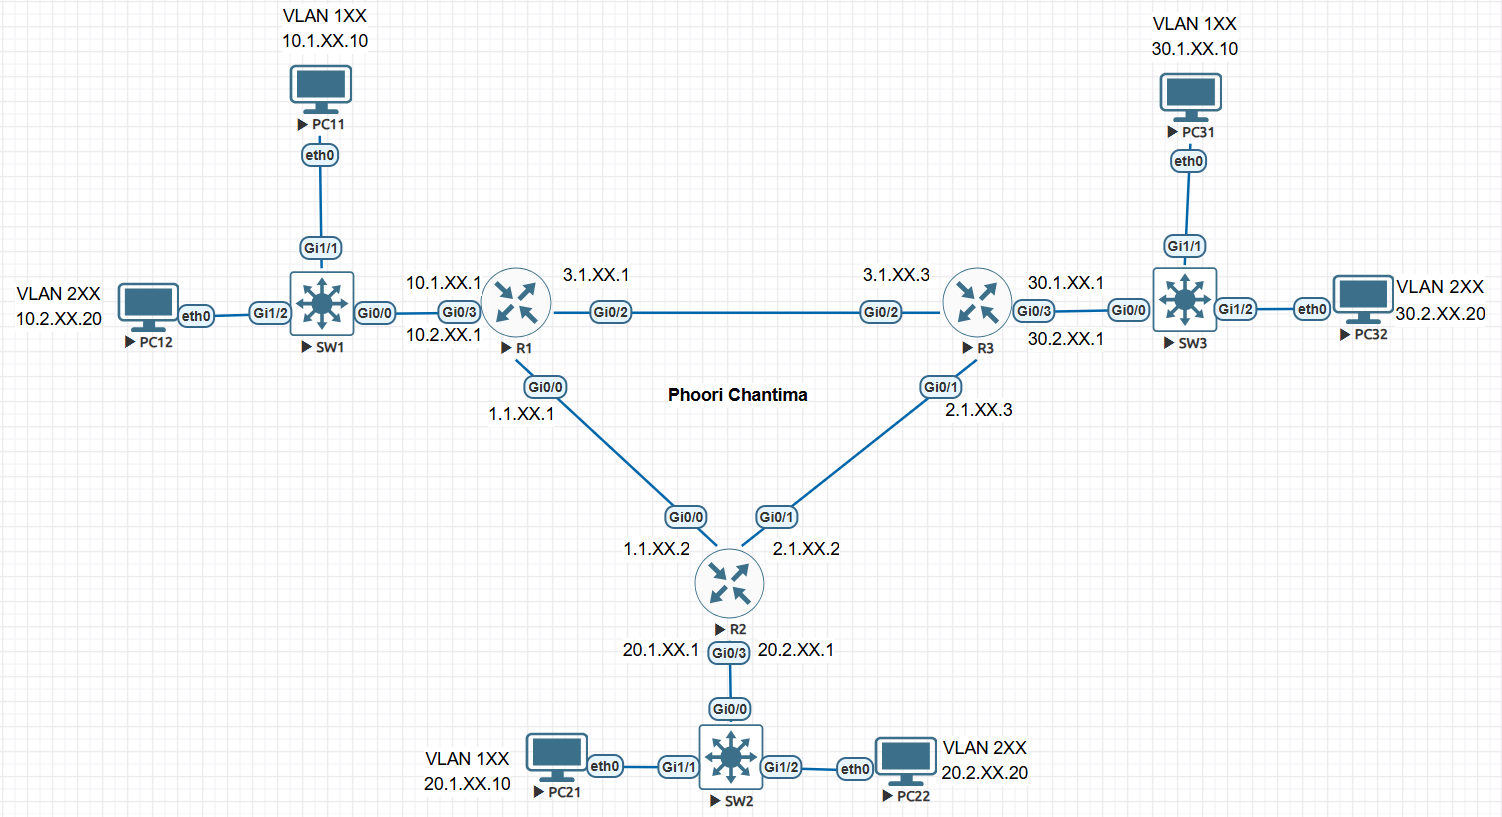 VLAN 1XX
10.1.XX.10
PC11
eth0
Gi1/1
VLAN 2XX
10.2.XX.20
eth0
PC12
Gi1/2
SW1
Gi0/0
10.1.XX.1
Gi0/3
10.2.XX.1
R1
3.1.XX.1
Gi0/2
Gi0/0
1.1.XX.1
Phoori Chantima
3.1.XX.3
Gi0/2
R3
Gi0/1
2.1.XX.3
30.1.XX.1
Gi0/3
30.2.XX.1
Gi0/0
VLAN 1XX
30.1.XX.10
PC31
eth0
Gi1/1
SW3
Gi1/2
eth0
VLAN 2XX
30.2.XX.20
PC32
Gi0/0
1.1.XX.2
Gi0/1
2.1.XX.2
R2
20.1.XX.1
Gi0/3
20.2.XX.1
Gi0/0
VLAN 1XX
20.1.XX.10
eth0
PC21
Gi1/1
SW2
Gi1/2
eth0
VLAN 2XX
20.2.XX.20
PC22